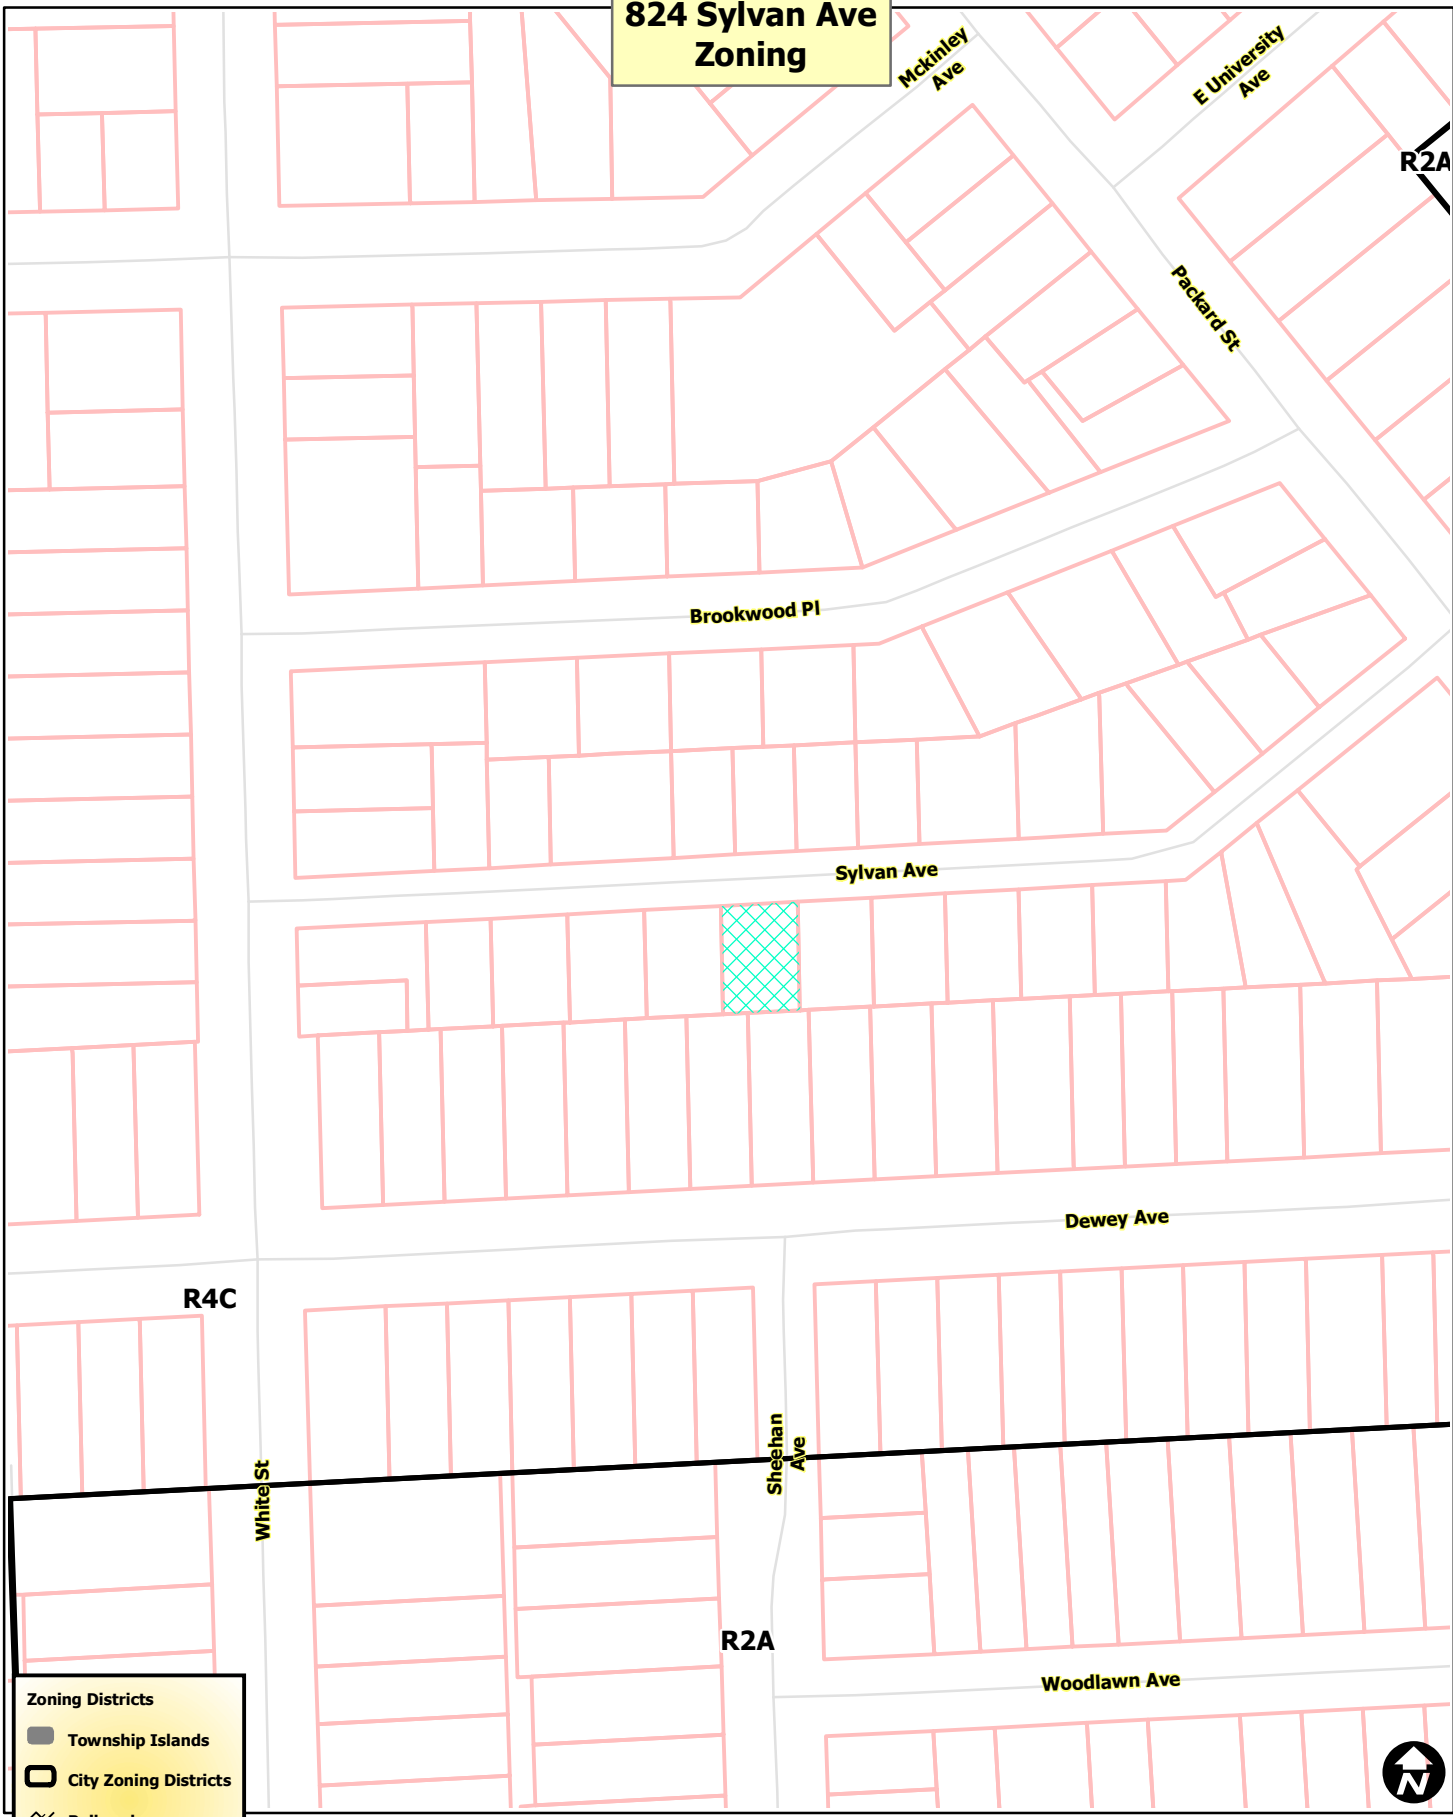 824 Sylvan Ave
Zoning
Mckinley
Ave
E University
Ave
R2A
Packard St
Brookwood Pl
Sylvan Ave
Dewey Ave
R4C
Sheehan
Ave
White St
R2A
Woodlawn Ave
Zoning Districts
Township Islands
City Zoning Districts
N